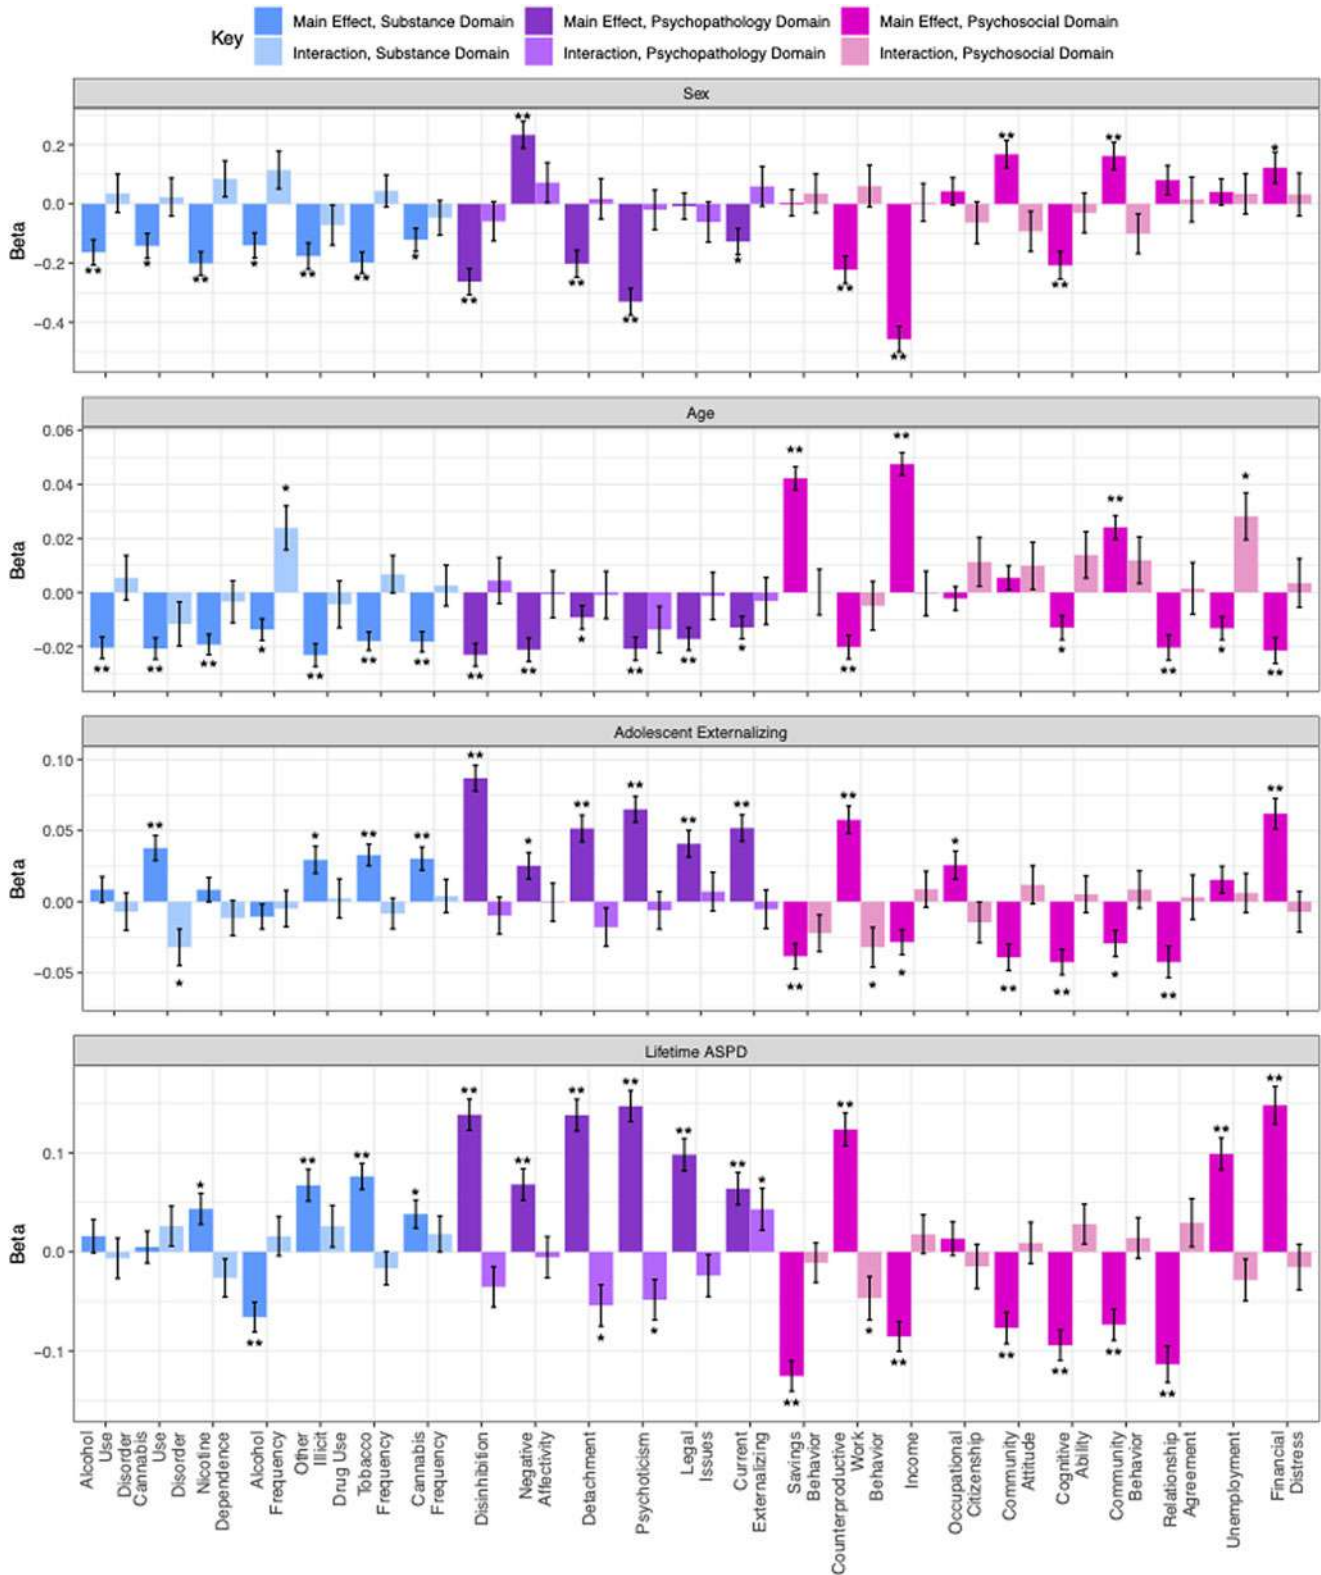 Key
Main Effect, Substance Domain
Main Effect, Psychopathology Domain
Main Effect, Psychosocial Domain
Interaction, Substance Domain
Interaction, Psychopathology Domain
Interaction, Psychosocial Domain
Sex
Beta
0.2
0.0
−0.2
−0.4
** * ** * ** ** * ** ** ** ** * ** ** ** ** ** *
Age
Beta
0.06
0.04
0.02
0.00
−0.02
** ** ** * * ** ** ** ** ** * ** ** * ** ** ** * ** ** * * **
Adolescent Externalizing
Beta
0.10
0.05
0.00
−0.05
** * * ** ** ** * ** ** ** ** ** ** * * * ** ** * ** **
Lifetime ASPD
Beta
0.1
0.0
−0.1
* ** ** ** * ** ** ** * ** * ** ** * ** ** * ** ** ** ** ** ** **
Alcohol
Use
Disorder
Cannabis
Use
Disorder
Nicotine
Dependence
Alcohol
Frequency
Other
Illicit
Drug Use
Tobacco
Frequency
Cannabis
Frequency
Disinhibition
Negative
Affectivity
Detachment
Psychoticism
Legal
Issues
Current
Externalizing
Savings
Behavior
Counterproductive
Work
Behavior
Income
Occupational
Citizenship
Community
Attitude
Cognitive
Ability
Community
Behavior
Relationship
Agreement
Unemployment
Financial
Distress